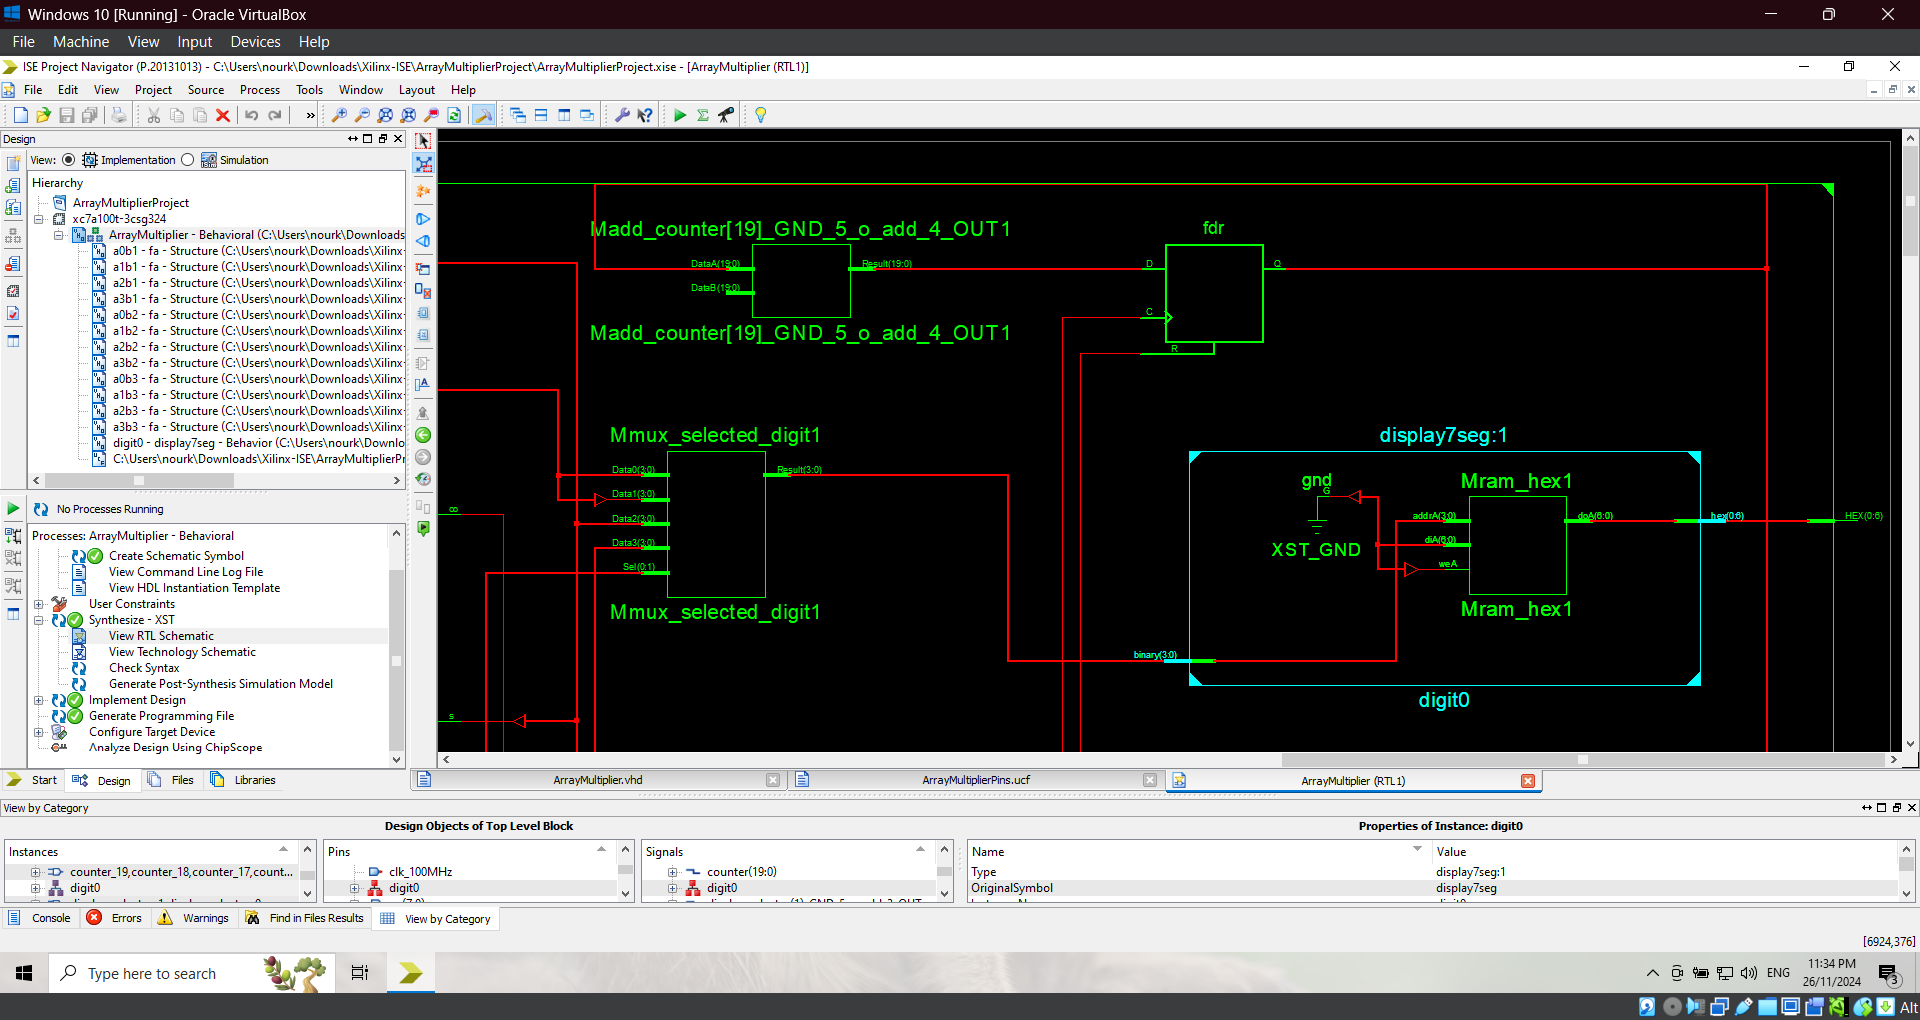 Windows 10 [Running] - Oracle VirtualBox
File Machine View Input Devices Help
ISE Project Navigator (P.20131013) - C:\Users\nourk\Downloads\Xilinx-ISE\ArrayMultiplierProject\ArrayMultiplierProject.xise - [ArrayMultiplier (RTL1)]
File Edit View Project Source Process Tools Window Layout Help
Design
View: Implementation Simulation
Hierarchy
ArrayMultiplierProject
xc7a100t-3csg324
ArrayMultiplier - Behavioral (C:\Users\nourk\Downloads
a0b1 - fa - Structure (C:\Users\nourk\Downloads\Xilinx-
a1b1 - fa - Structure (C:\Users\nourk\Downloads\Xilinx-
a2b1 - fa - Structure (C:\Users\nourk\Downloads\Xilinx-
a3b1 - fa - Structure (C:\Users\nourk\Downloads\Xilinx-
a0b2 - fa - Structure (C:\Users\nourk\Downloads\Xilinx-
a1b2 - fa - Structure (C:\Users\nourk\Downloads\Xilinx-
a2b2 - fa - Structure (C:\Users\nourk\Downloads\Xilinx-
a3b2 - fa - Structure (C:\Users\nourk\Downloads\Xilinx-
a0b3 - fa - Structure (C:\Users\nourk\Downloads\Xilinx-
a1b3 - fa - Structure (C:\Users\nourk\Downloads\Xilinx-
a2b3 - fa - Structure (C:\Users\nourk\Downloads\Xilinx-
a3b3 - fa - Structure (C:\Users\nourk\Downloads\Xilinx-
digit0 - display7seg - Behavior (C:\Users\nourk\Downlo
C:\Users\nourk\Downloads\Xilinx-ISE\ArrayMultiplierPr
No Processes Running
Processes: ArrayMultiplier - Behavioral
Create Schematic Symbol
View Command Line Log File
View HDL Instantiation Template
User Constraints
Synthesize - XST
View RTL Schematic
View Technology Schematic
Check Syntax
Generate Post-Synthesis Simulation Model
Implement Design
Generate Programming File
Configure Target Device
Analyze Design Using ChipScope
Start Design Files Libraries
Madd_counter[19]_GND_5_o_add_4_OUT1
DataA(19:0)
DataB(19:0)
Result(19:0)
Madd_counter[19]_GND_5_o_add_4_OUT1
fdr
D
C
R
Q
Mmux_selected_digit1
Data0(3:0)
Data1(3:0)
Data2(3:0)
Data3(3:0)
Sel(0:1)
Result(3:0)
Mmux_selected_digit1
s
display7seg:1
gnd
G
XST_GND
Mram_hex1
addrA(3:0)
diA(6:0)
weA
doA(6:0)
Mram_hex1
hex(0:6)
HEX(0:6)
binary(3:0)
digit0
ArrayMultiplier.vhd
ArrayMultiplierPins.ucf
ArrayMultiplier (RTL1)
View by Category
Design Objects of Top Level Block
Properties of Instance: digit0
Instances
counter_19,counter_18,counter_17,count...
digit0
Pins
clk_100MHz
digit0
Signals
counter(19:0)
digit0
Name Value
Type display7seg:1
OriginalSymbol display7seg
Console Errors Warnings Find in Files Results View by Category
[6924,376]
Type here to search
ENG
11:34 PM
26/11/2024
3
Alt